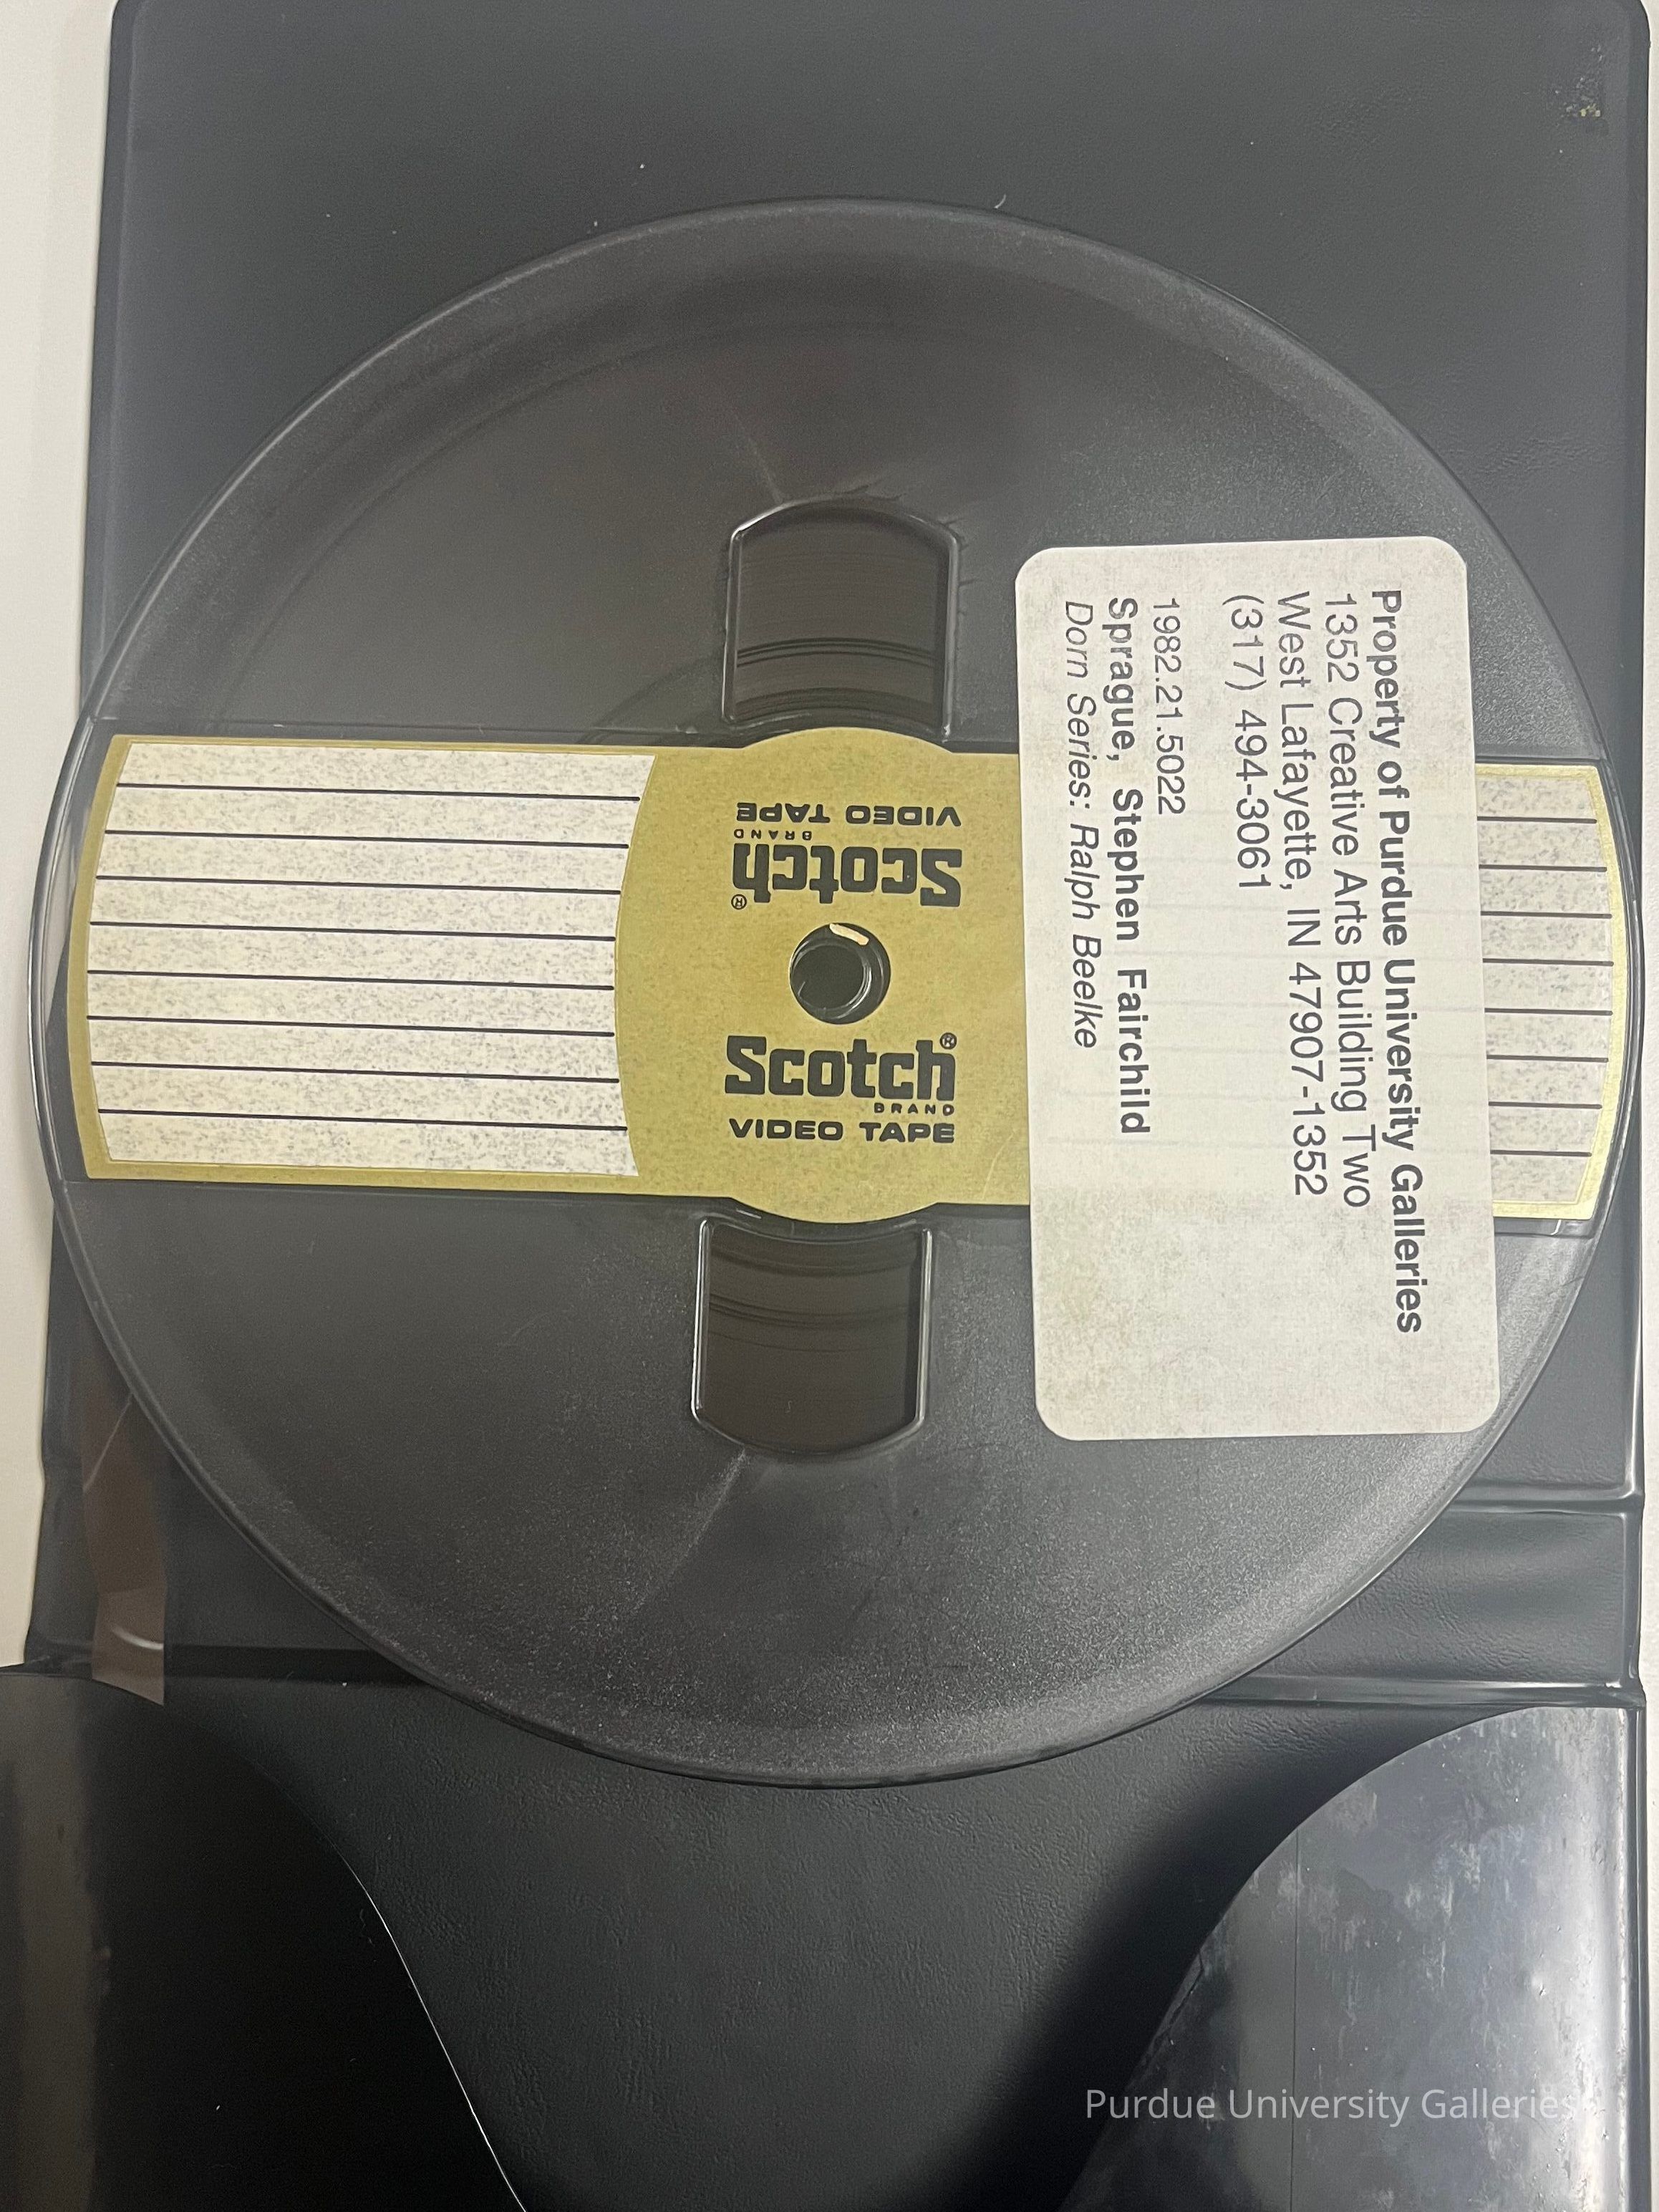 Property of Purdue University Galleries
1352 Creative Arts Building Two
West Lafayette, IN 47907-1352
(317) 494-3061
1982.21.5022
Sprague, Stephen Fairchild
Dorn Series: Ralph Beelke
Scotch®
BRAND
VIDEO TAPE
Scotch®
BRAND
VIDEO TAPE
Purdue University Galleries